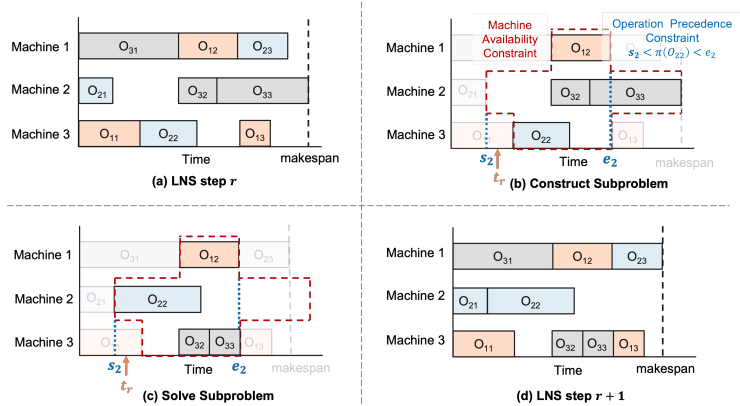 Machine 1
O31
O12
O23
Machine 2
O21
O32
O33
Machine 3
O11
O22
O13
Time
makespan
(a) LNS step r
Machine
Availability
Constraint
Operation Precedence
Constraint
s2 < π(O22) < e2
Machine 1
O12
Machine 2
O32
O33
Machine 3
O22
O13
s2
Time
e2
makespan
tr
(b) Construct Subproblem
Machine 1
O31
O12
O23
Machine 2
O21
O22
Machine 3
O32
O33
O13
s2
Time
e2
makespan
tr
(c) Solve Subproblem
Machine 1
O31
O12
O23
Machine 2
O21
O22
Machine 3
O11
O32
O33
O13
Time
makespan
(d) LNS step r + 1